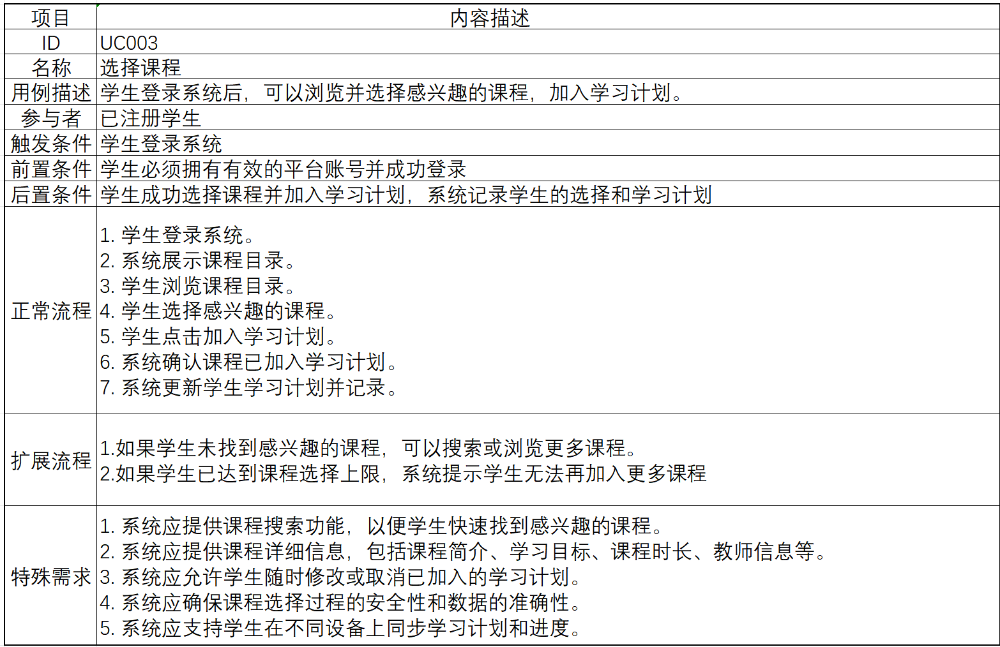 项目 内容描述
ID UC003
名称 选择课程
用例描述 学生登录系统后，可以浏览并选择感兴趣的课程，加入学习计划。
参与者 已注册学生
触发条件 学生登录系统
前置条件 学生必须拥有有效的平台账号并成功登录
后置条件 学生成功选择课程并加入学习计划，系统记录学生的选择和学习计划
正常流程
1. 学生登录系统。
2. 系统展示课程目录。
3. 学生浏览课程目录。
4. 学生选择感兴趣的课程。
5. 学生点击加入学习计划。
6. 系统确认课程已加入学习计划。
7. 系统更新学生学习计划并记录。
扩展流程
1.如果学生未找到感兴趣的课程，可以搜索或浏览更多课程。
2.如果学生已达到课程选择上限，系统提示学生无法再加入更多课程
特殊需求
1. 系统应提供课程搜索功能，以便学生快速找到感兴趣的课程。
2. 系统应提供课程详细信息，包括课程简介、学习目标、课程时长、教师信息等。
3. 系统应允许学生随时修改或取消已加入的学习计划。
4. 系统应确保课程选择过程的安全性和数据的准确性。
5. 系统应支持学生在不同设备上同步学习计划和进度。